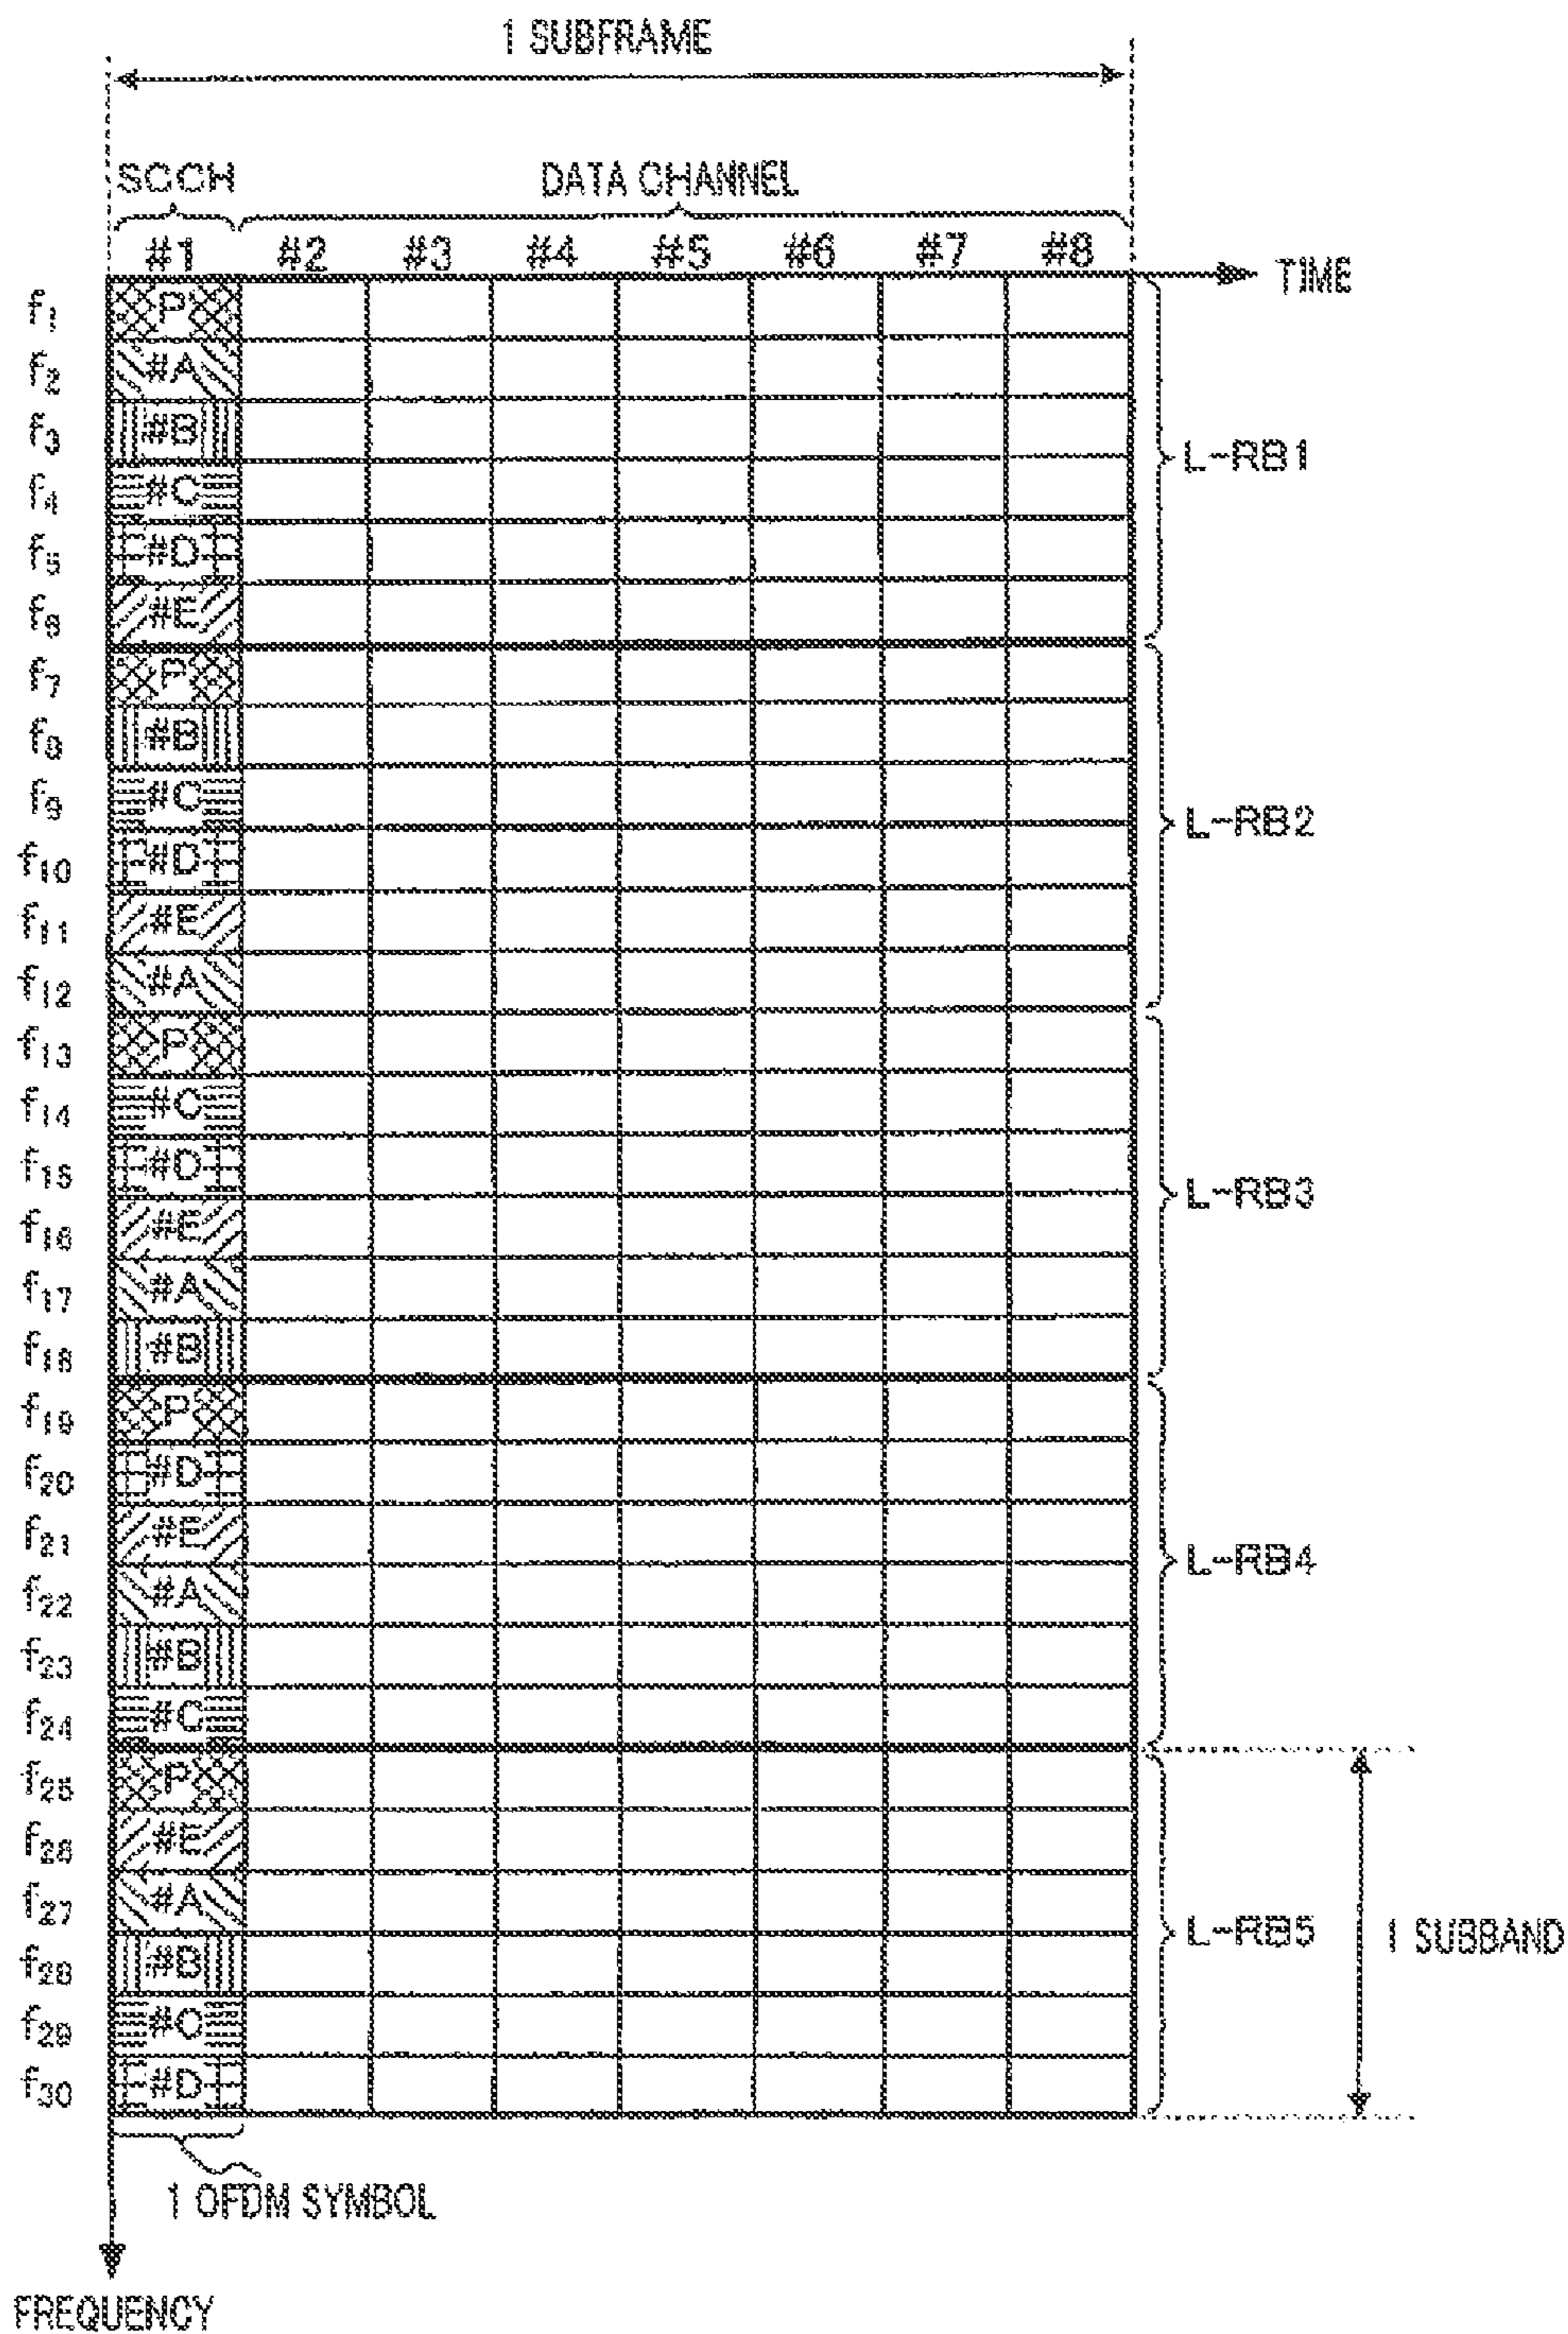 1 SUBFRAME
SCCH DATA CHANNEL
#1 #2 #3 #4 #5 #6 #7 #8
TIME
f1 P
f2 #A
f3 #B
L-RB1
f4 #C
f5 #D
f6 #E
f7 P
f8 #B
f9 #C
L-RB2
f10 #D
f11 #E
f12 #A
f13 P
f14 #C
f15 #D
L-RB3
f16 #E
f17 #A
f18 #B
f19 P
f20 #D
f21 #E
L-RB4
f22 #A
f23 #B
f24 #C
f25 P
f26 #E
f27 #A
L-RB5 1 SUBBAND
f28 #B
f29 #C
f30 #D
1 OFDM SYMBOL
FREQUENCY